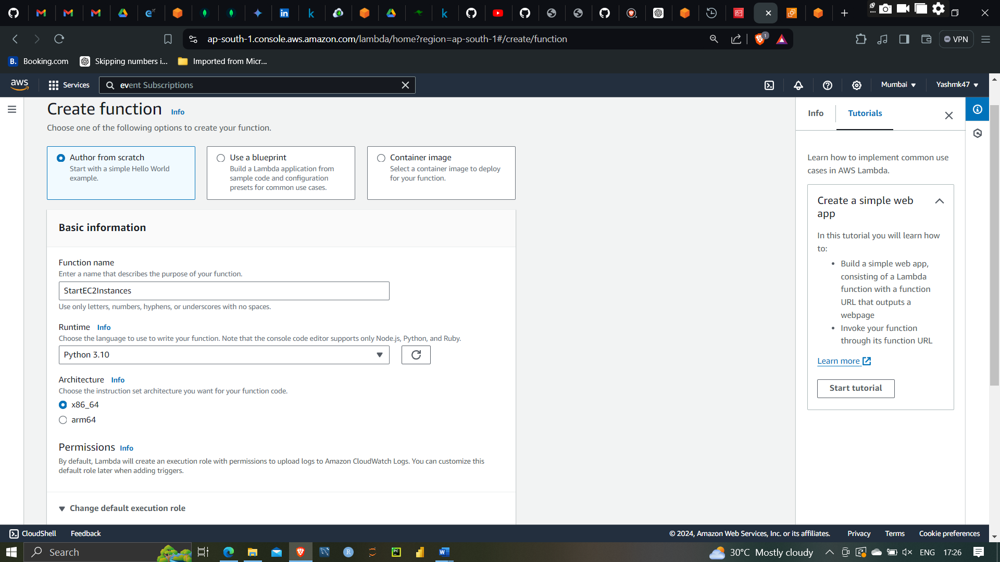 ap-south-1.console.aws.amazon.com/lambda/home?region=ap-south-1#/create/function
1
VPN
B. Booking.com
Skipping numbers i...
Imported from Micr...
aws
Services
event Subscriptions
Mumbai
Yashmk47
Create function Info
Choose one of the following options to create your function.
Author from scratch
Start with a simple Hello World
example.
Use a blueprint
Build a Lambda application from
sample code and configuration
presets for common use cases.
Container image
Select a container image to deploy
for your function.
Basic information
Function name
Enter a name that describes the purpose of your function.
StartEC2Instances
Use only letters, numbers, hyphens, or underscores with no spaces.
Runtime Info
Choose the language to use to write your function. Note that the console code editor supports only Node.js, Python, and Ruby.
Python 3.10
Architecture Info
Choose the instruction set architecture you want for your function code.
x86_64
arm64
Permissions Info
By default, Lambda will create an execution role with permissions to upload logs to Amazon CloudWatch Logs. You can customize this
default role later when adding triggers.
Change default execution role
Info
Tutorials
Learn how to implement common use
cases in AWS Lambda.
Create a simple web
app
In this tutorial you will learn how
to:
• Build a simple web app,
consisting of a Lambda
function with a function
URL that outputs a
webpage
• Invoke your function
through its function URL
Learn more
Start tutorial
CloudShell
Feedback
© 2024, Amazon Web Services, Inc. or its affiliates.
Privacy
Terms
Cookie preferences
Search
30°C Mostly cloudy
ENG
17:26